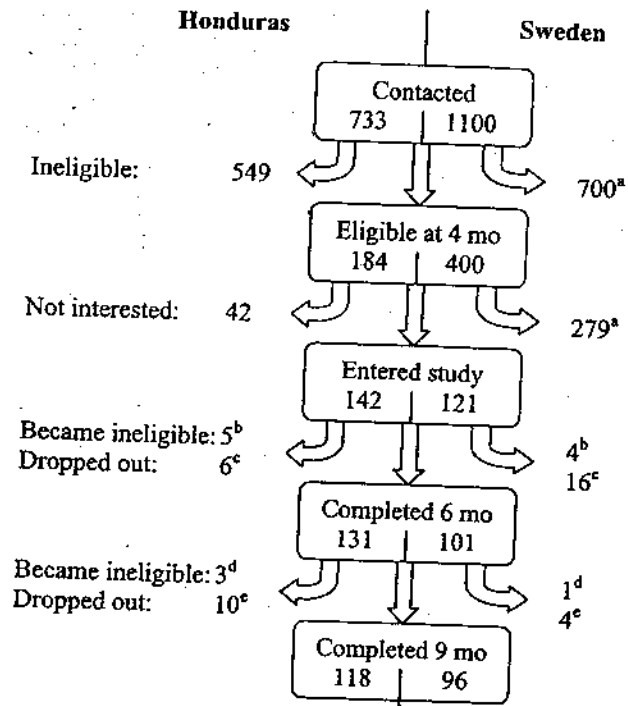 Honduras Sweden
Contacted
733 1100
Ineligible: 549 700ᵃ
Eligible at 4 mo
184 400
Not interested: 42 279ᵃ
Entered study
142 121
Became ineligible: 5ᵇ 4ᵇ
Dropped out: 6ᶜ 16ᶜ
Completed 6 mo
131 101
Became ineligible: 3ᵈ 1ᵈ
Dropped out: 10ᵉ 4ᵉ
Completed 9 mo
118 96